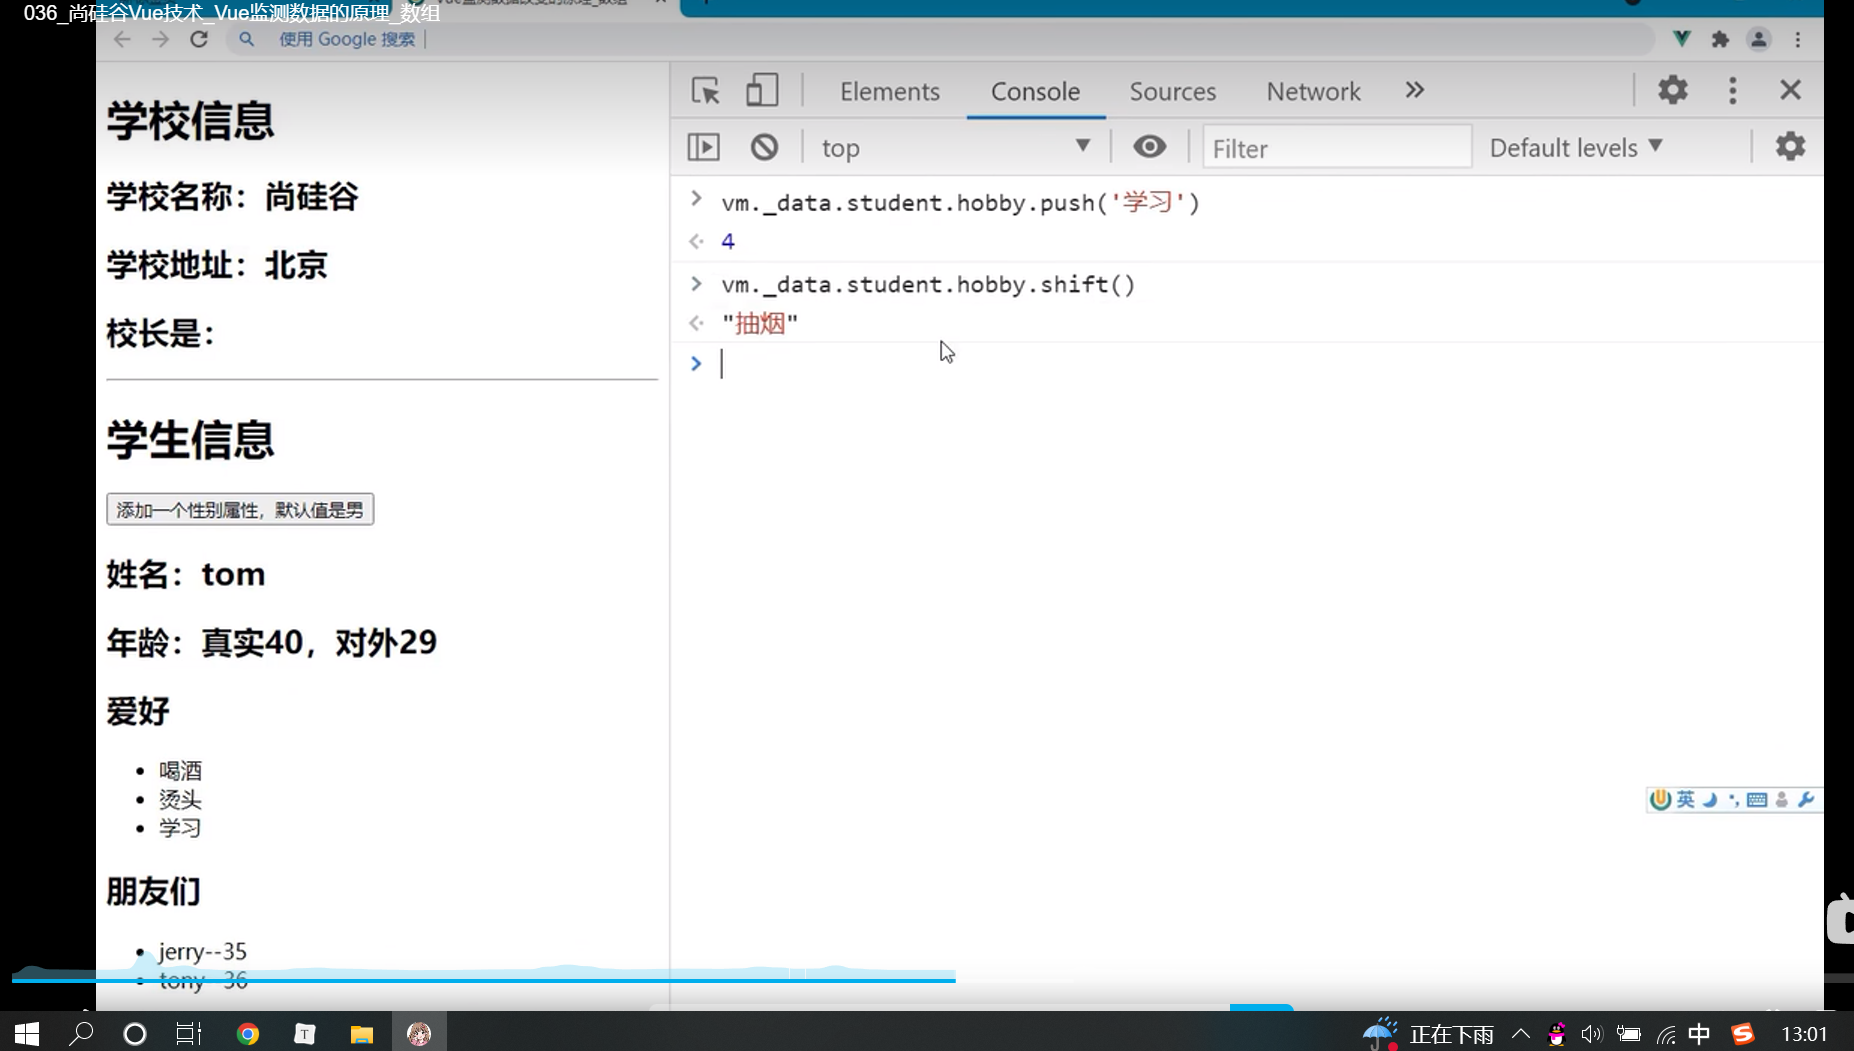 036_尚硅谷Vue技术_Vue监测数据的原理_数组
使用 Google 搜索
学校信息
学校名称：尚硅谷
学校地址：北京
校长是：
学生信息
添加一个性别属性，默认值是男
姓名：tom
年龄：真实40，对外29
爱好
喝酒
烫头
学习
朋友们
jerry--35
tony--36
Elements
Console
Sources
Network
top
Filter
Default levels
vm._data.student.hobby.push('学习')
4
vm._data.student.hobby.shift()
"抽烟"
英
正在下雨
中
13:01